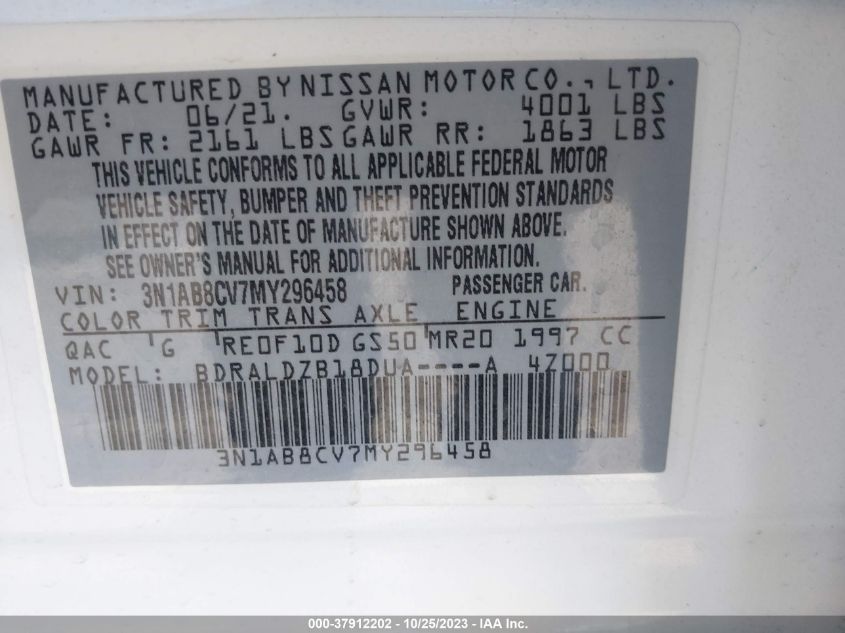 MANUFACTURED BY NISSAN MOTOR CO., LTD.
DATE: 06/21. GVWR: 4001 LBS
GAWR FR: 2161 LBS GAWR RR: 1863 LBS
THIS VEHICLE CONFORMS TO ALL APPLICABLE FEDERAL MOTOR
VEHICLE SAFETY, BUMPER AND THEFT PREVENTION STANDARDS
IN EFFECT ON THE DATE OF MANUFACTURE SHOWN ABOVE.
SEE OWNER'S MANUAL FOR ADDITIONAL INFORMATION.
VIN: 3N1AB8CV7MY296458 PASSENGER CAR.
COLOR TRIM TRANS AXLE ENGINE
QAC G RE0F10D GS50 MR20 1997 CC
MODEL: BDRALDZB18DUA----A 4Z000
3N1AB8CV7MY296458
000-37912202 - 10/25/2023 - IAA Inc.